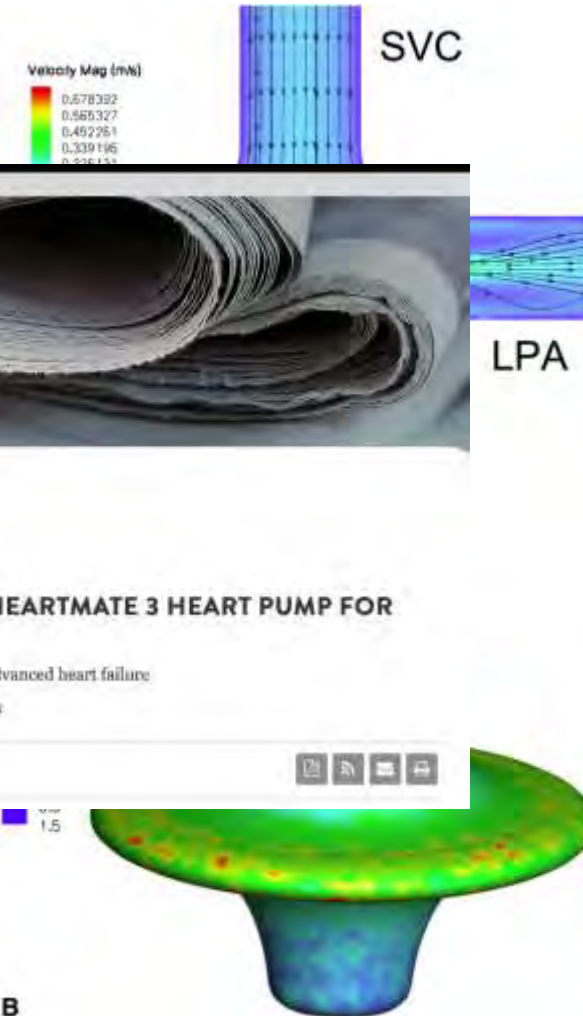 SVC
Velocity Mag (m/s)
0.678392
0.565327
0.452261
0.339195
LPA
HEARTMATE 3 HEART PUMP FOR
dvanced heart failure
1.5
B